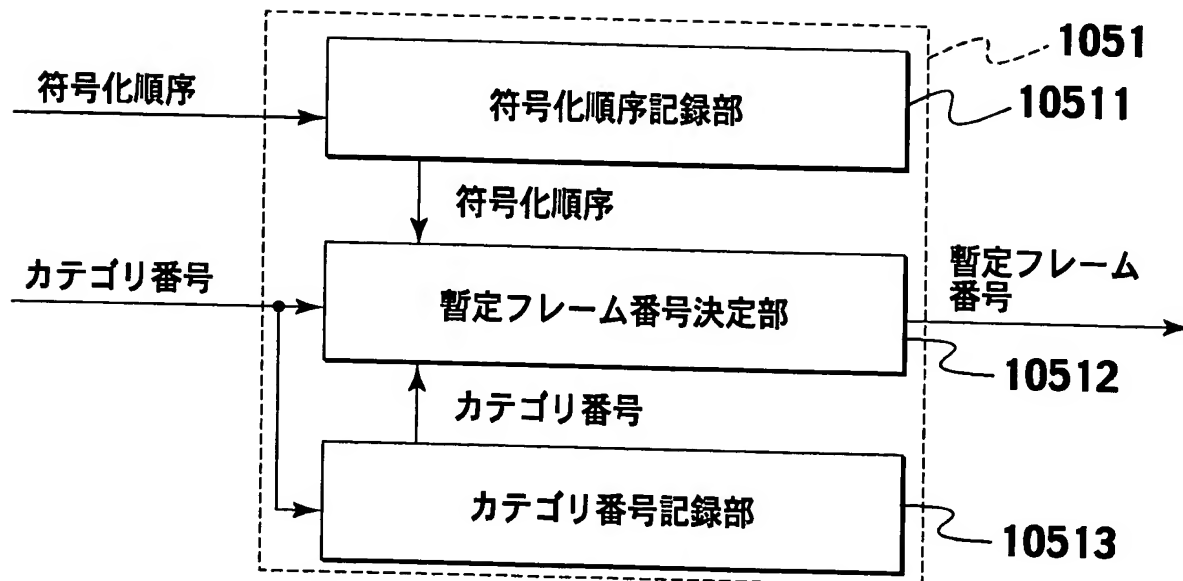 1051
符号化順序
符号化順序記録部
10511
符号化順序
カテゴリ番号
暫定フレーム番号決定部
暫定フレーム
番号
10512
カテゴリ番号
カテゴリ番号記録部
10513